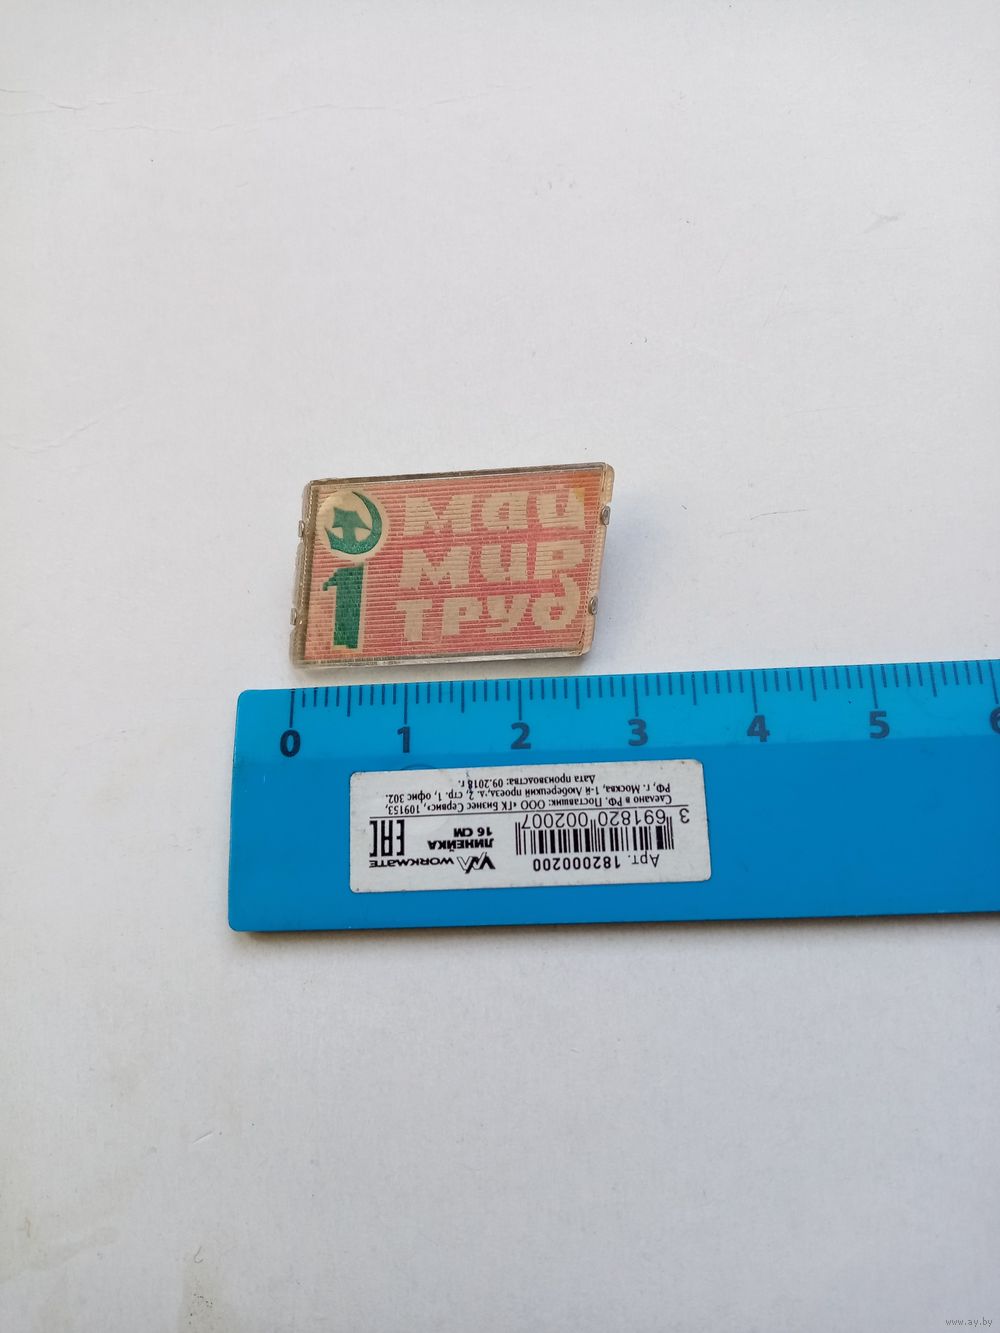 май
мир
труд
1
0 1 2 3 4 5 6
Арт. 182000200
3 691820 002007
WORKMATE
ЛИНЕЙКА
16 СМ
EAC
Сделано в РФ. Поставщик: ООО «ГК Бизнес Сервис», 109153,
РФ, г. Москва, 1-й Люберецкий проезд, д. 2, стр. 1, офис 302.
Дата производства: 09.2018 г.
www.ay.by